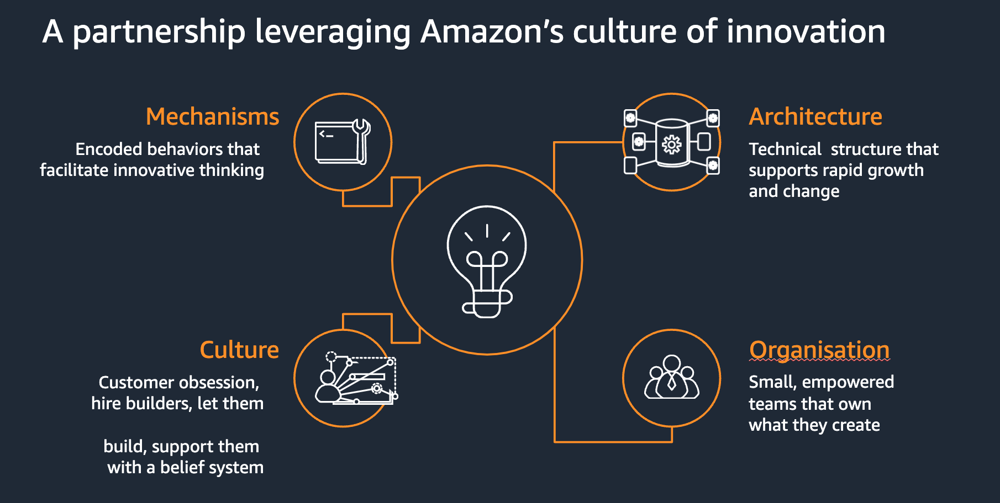 A partnership leveraging Amazon’s culture of innovation
Mechanisms
Encoded behaviors that
facilitate innovative thinking
<_
Architecture
Technical  structure that
supports rapid growth
and change
Culture
Customer obsession,
hire builders, let them
build, support them
with a belief system
Organisation
Small, empowered
teams that own
what they create